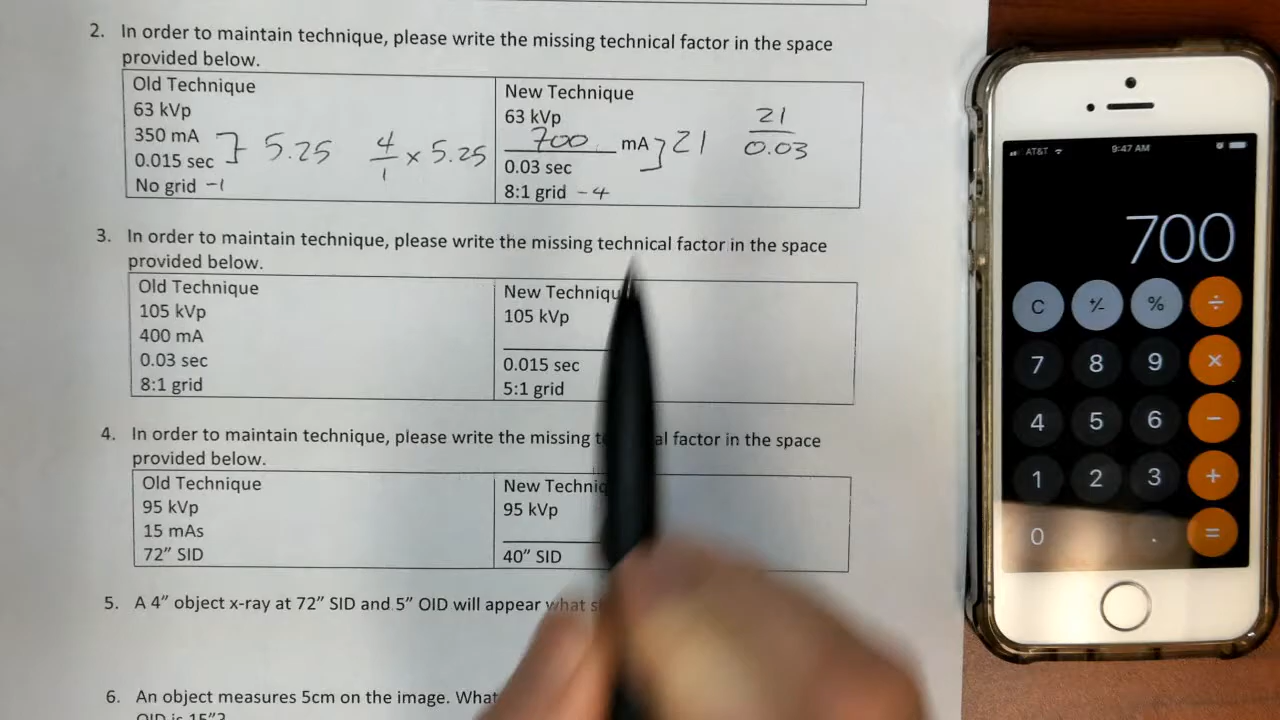 2. In order to maintain technique, please write the missing technical factor in the space
provided below.
Old Technique
63 kVp
350 mA
0.015 sec
No grid -1
5.25
4/1 x 5.25
New Technique
63 kVp
700 mA
0.03 sec
8:1 grid -4
21
21/0.03
3. In order to maintain technique, please write the missing technical factor in the space
provided below.
Old Technique
105 kVp
400 mA
0.03 sec
8:1 grid
New Techniqu
105 kVp
0.015 sec
5:1 grid
4. In order to maintain technique, please write the missing al factor in the space
provided below.
Old Technique
95 kVp
15 mAs
72" SID
New Techniq
95 kVp
40" SID
5. A 4" object x-ray at 72" SID and 5" OID will appear what s
6. An object measures 5cm on the image. What
OID is 15"?
AT&T
9:47 AM
700
C +/- % ÷
7 8 9 ×
4 5 6 −
1 2 3 +
0 . =